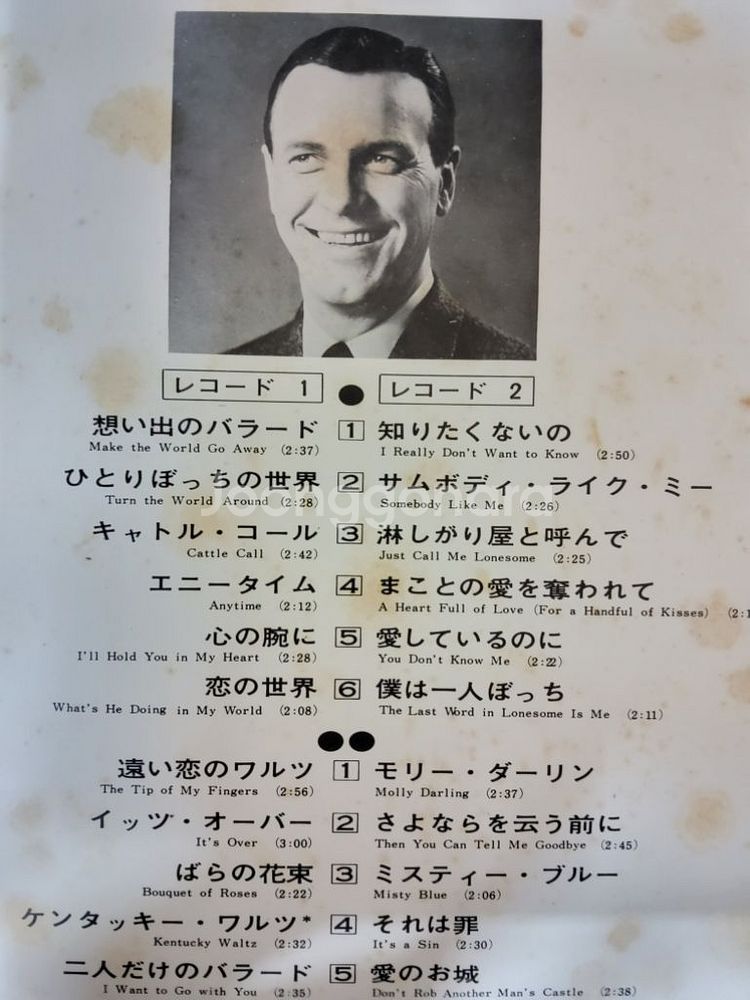 レコード 1
レコード 2
想い出のバラード 1 知りたくないの
Make the World Go Away (2:37) I Really Don't Want to Know (2:50)
ひとりぼっちの世界 2 サムボディ・ライク・ミー
Turn the World Around (2:28) Somebody Like Me (2:26)
キャトル・コール 3 淋しがり屋と呼んで
Cattle Call (2:42) Just Call Me Lonesome (2:25)
エニータイム 4 まことの愛を奪われて
Anytime (2:12) A Heart Full of Love (For a Handful of Kisses)
心の腕に 5 愛しているのに
I'll Hold You in My Heart (2:28) You Don't Know Me (2:22)
恋の世界 6 僕は一人ぼっち
What's He Doing in My World (2:08) The Last Word in Lonesome Is Me (2:11)
遠い恋のワルツ 1 モリー・ダーリン
The Tip of My Fingers (2:56) Molly Darling (2:37)
イッツ・オーバー 2 さよならを云う前に
It's Over (3:00) Then You Can Tell Me Goodbye (2:45)
ばらの花束 3 ミスティー・ブルー
Bouquet of Roses (2:22) Misty Blue (2:06)
ケンタッキー・ワルツ* 4 それは罪
Kentucky Waltz (2:32) It's a Sin (2:30)
二人だけのバラード 5 愛のお城
I Want to Go with You (2:35) Don't Rob Another Man's Castle (2:38)